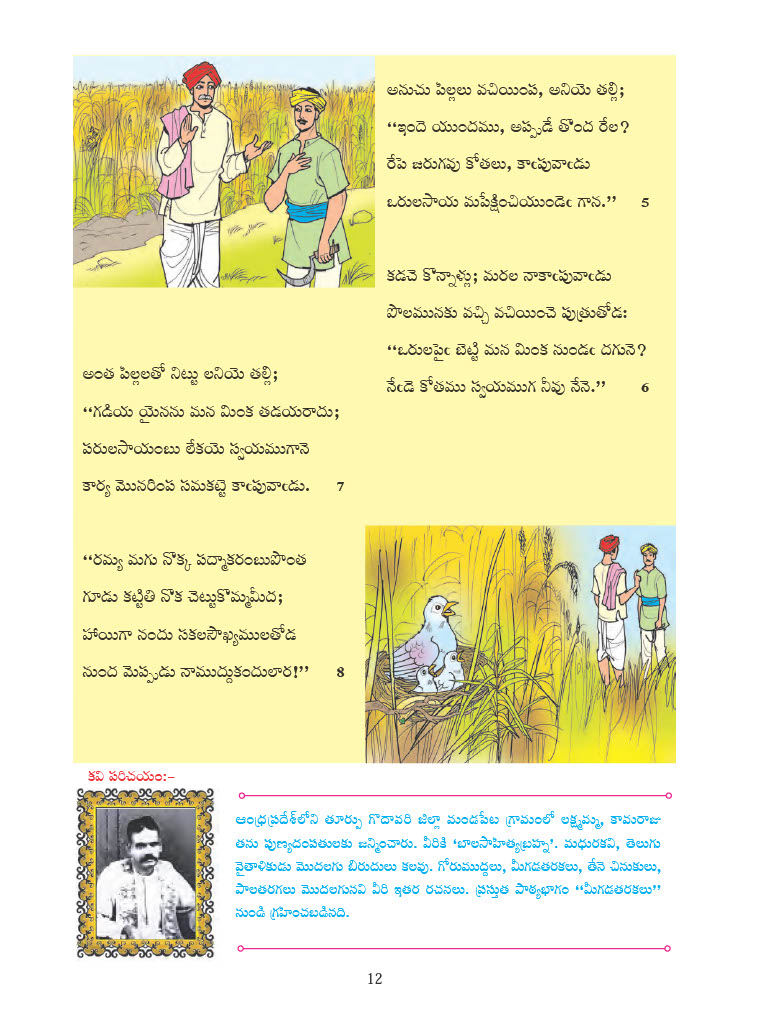 అనుచు పిల్లలు వచియింప, అనియె తల్లి;
“ఇందె యుందము, అప్పుడే తొంద రేల?
రేపె జరుగవు కోతలు, కాఁపువాఁడు
ఒరులసాయ మపేక్షించియుండెఁ గాన.” 5
కడచె కొన్నాళ్లు; మరల నాకాఁపువాఁడు
పొలమునకు వచ్చి వచియించె పుత్రుతోడ:
“ఒరులపైఁ బెట్టి మన మింక నుండఁ దగునె?
నేఁడె కోతము స్వయముగ నీవు నేనె.” 6
అంత పిల్లలతో నిట్టు లనియె తల్లి;
“గడియ యైనను మన మింక తడయరాదు;
పరులసాయంబు లేకయె స్వయముగానె
కార్య మొనరింప సమకట్టె కాఁపువాఁడు. 7
“రమ్య మగు నొక్క పద్మాకరంబుపొంత
గూడు కట్టితి నొక చెట్టుకొమ్మమీద;
హాయిగా నందు సకలసౌఖ్యములతోడ
నుంద మెప్పుడు నాముద్దుకందులార!” 8
కవి పరిచయం:–
ఆంధ్రప్రదేశ్‌లోని తూర్పు గొదావరి జిల్లా మండపేట గ్రామంలో లక్ష్మమ్మ, కామరాజు
తను పుణ్యదంపతులకు జన్మించారు. వీరికి ‘బాలసాహిత్యబ్రహ్మ’. మధురకవి, తెలుగు
వైతాళికుడు మొదలగు బిరుదులు కలవు. గోరుముద్దలు, మీగడతరకలు, తేనె చినుకులు,
పాలతరగలు మొదలగునవి వీరి ఇతర రచనలు. ప్రస్తుత పాఠ్యభాగం “మీగడతరకలు”
నుండి గ్రహించబడినది.
12